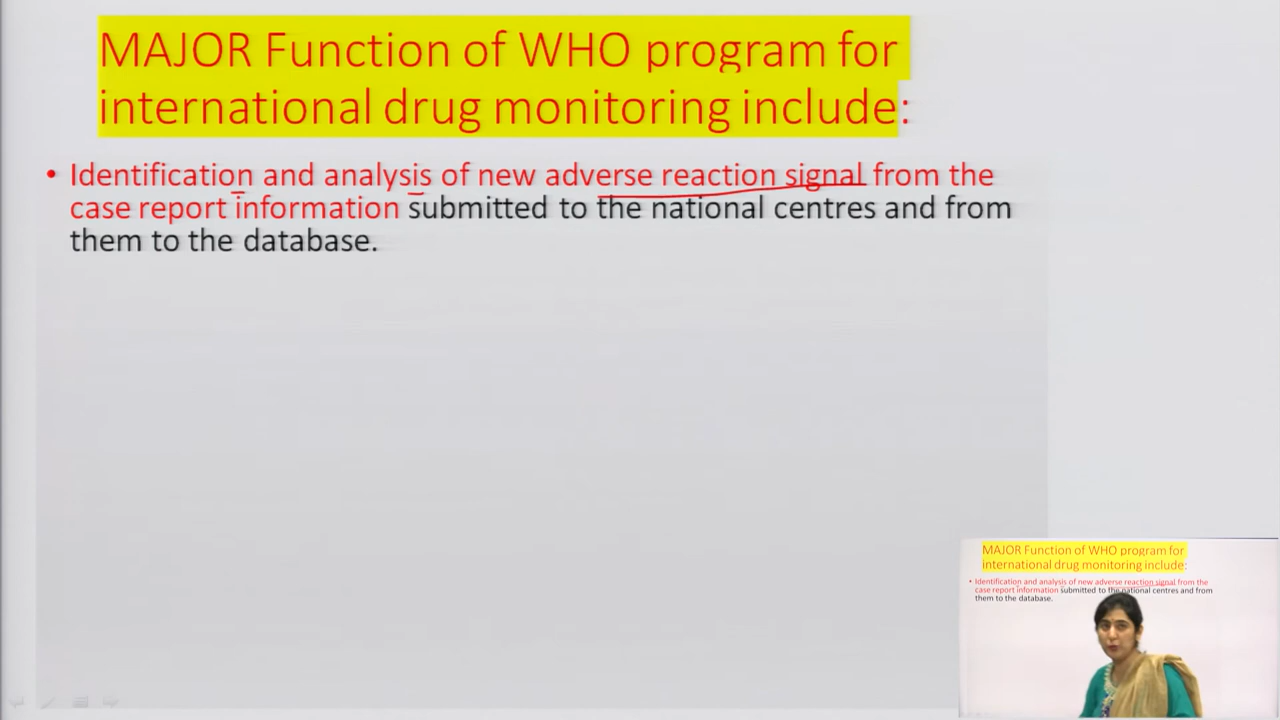 MAJOR Function of WHO program for
international drug monitoring include:
• Identification and analysis of new adverse reaction signal from the
case report information submitted to the national centres and from
them to the database.
MAJOR Function of WHO program for
international drug monitoring include:
• Identification and analysis of new adverse reaction signal from the
case report information submitted to the national centres and from
them to the database.